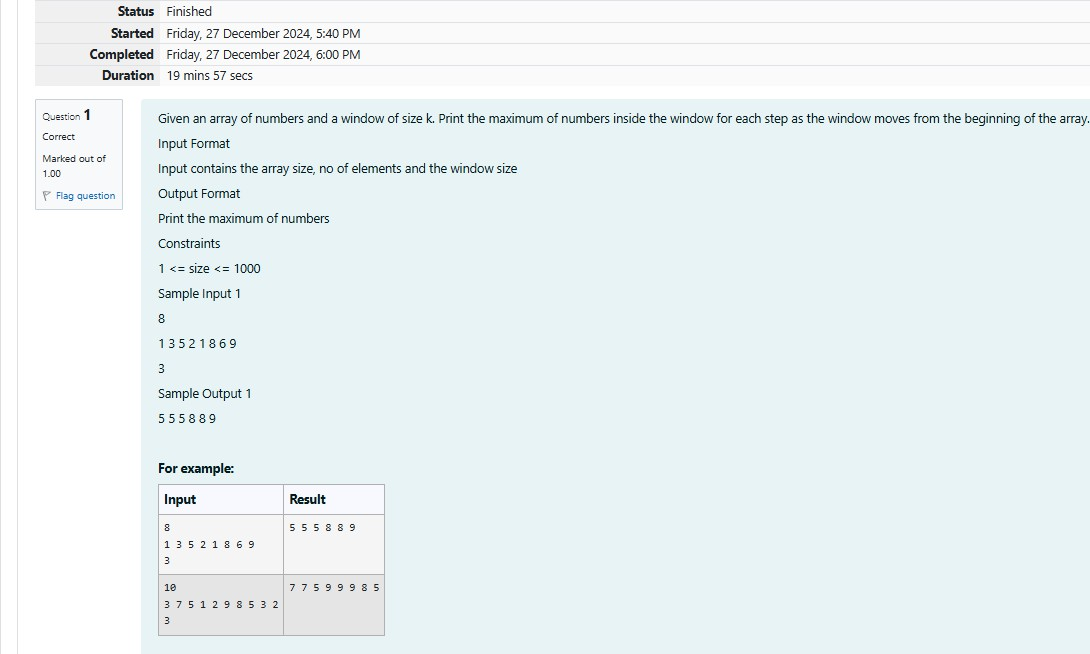 Status Finished
Started Friday, 27 December 2024, 5:40 PM
Completed Friday, 27 December 2024, 6:00 PM
Duration 19 mins 57 secs
Question 1
Correct
Marked out of
1.00
Flag question
Given an array of numbers and a window of size k. Print the maximum of numbers inside the window for each step as the window moves from the beginning of the array.
Input Format
Input contains the array size, no of elements and the window size
Output Format
Print the maximum of numbers
Constraints
1 <= size <= 1000
Sample Input 1
8
1 3 5 2 1 8 6 9
3
Sample Output 1
5 5 5 8 8 9
For example:
Input Result
8 5 5 5 8 8 9
1 3 5 2 1 8 6 9
3
10 7 7 5 9 9 9 8 5
3 7 5 1 2 9 8 5 3 2
3